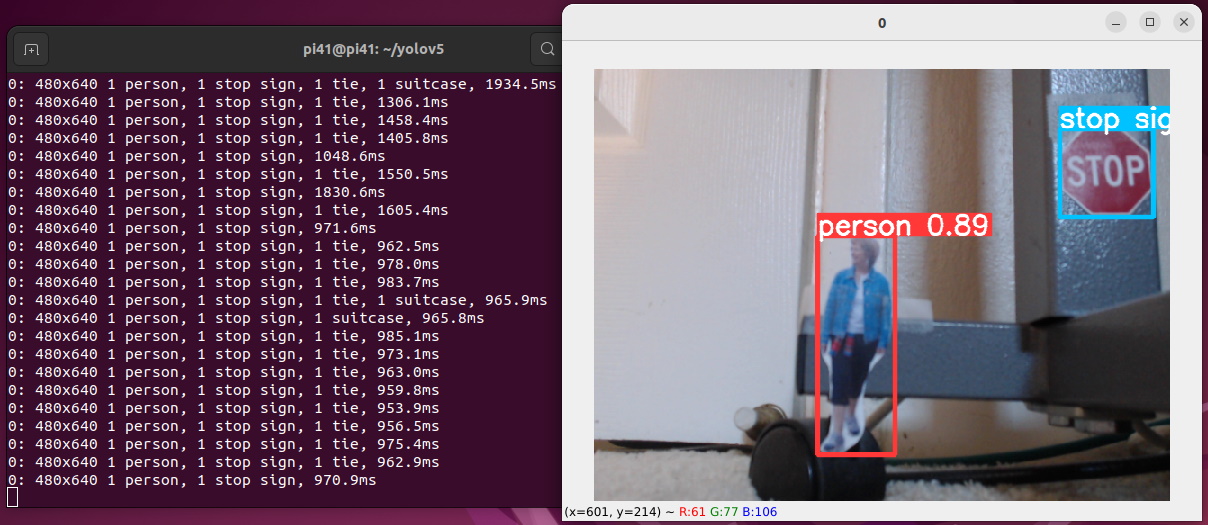 pi41@pi41: ~/yolov5
0: 480x640 1 person, 1 stop sign, 1 tie, 1 suitcase, 1934.5ms
0: 480x640 1 person, 1 stop sign, 1 tie, 1306.1ms
0: 480x640 1 person, 1 stop sign, 1 tie, 1458.4ms
0: 480x640 1 person, 1 stop sign, 1 tie, 1405.8ms
0: 480x640 1 person, 1 stop sign, 1048.6ms
0: 480x640 1 person, 1 stop sign, 1 tie, 1550.5ms
0: 480x640 1 person, 1 stop sign, 1830.6ms
0: 480x640 1 person, 1 stop sign, 1 tie, 1605.4ms
0: 480x640 1 person, 1 stop sign, 971.6ms
0: 480x640 1 person, 1 stop sign, 1 tie, 962.5ms
0: 480x640 1 person, 1 stop sign, 1 tie, 978.0ms
0: 480x640 1 person, 1 stop sign, 1 tie, 983.7ms
0: 480x640 1 person, 1 stop sign, 1 tie, 1 suitcase, 965.9ms
0: 480x640 1 person, 1 stop sign, 1 suitcase, 965.8ms
0: 480x640 1 person, 1 stop sign, 1 tie, 985.1ms
0: 480x640 1 person, 1 stop sign, 1 tie, 973.1ms
0: 480x640 1 person, 1 stop sign, 1 tie, 963.0ms
0: 480x640 1 person, 1 stop sign, 1 tie, 959.8ms
0: 480x640 1 person, 1 stop sign, 1 tie, 953.9ms
0: 480x640 1 person, 1 stop sign, 1 tie, 956.5ms
0: 480x640 1 person, 1 stop sign, 1 tie, 975.4ms
0: 480x640 1 person, 1 stop sign, 1 tie, 962.9ms
0: 480x640 1 person, 1 stop sign, 970.9ms
0
stop sig
STOP
person 0.89
(x=601, y=214) ~ R:61 G:77 B:106